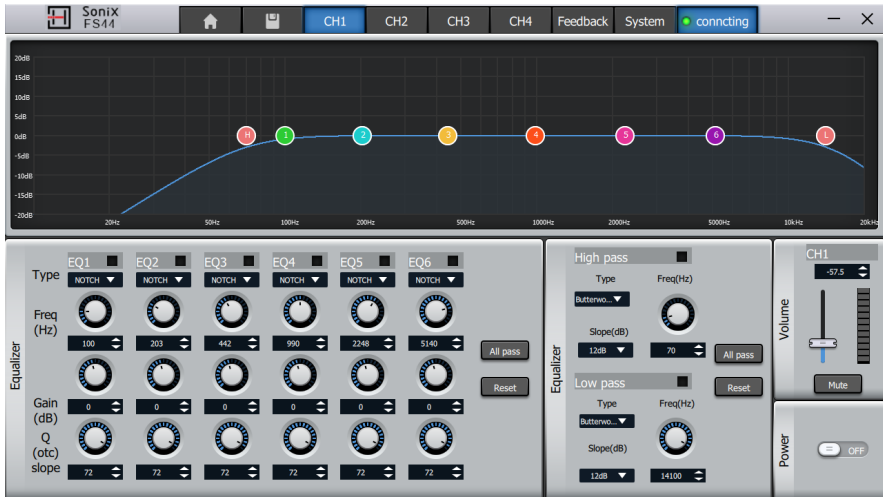 SoniX
FS44
CH1 CH2 CH3 CH4 Feedback System conncting
20dB
15dB
10dB
5dB
0dB
-5dB
-10dB
-15dB
-20dB
H 1 2 3 4 5 6 L
20Hz 50Hz 100Hz 200Hz 500Hz 1000Hz 2000Hz 5000Hz 10kHz 20kHz
Equalizer
EQ1 EQ2 EQ3 EQ4 EQ5 EQ6
Type NOTCH NOTCH NOTCH NOTCH NOTCH NOTCH
Freq
(Hz)
100 203 442 990 2248 5140
Gain
(dB)
0 0 0 0 0 0
Q
(otc)
slope
72 72 72 72 72 72
All pass
Reset
Equalizer
High pass
Type Freq(Hz)
Butterwo...
Slope(dB)
12dB 70
All pass
Low pass
Reset
Type Freq(Hz)
Butterwo...
Slope(dB)
12dB 14100
Volume
CH1
-57.5
Mute
Power
OFF